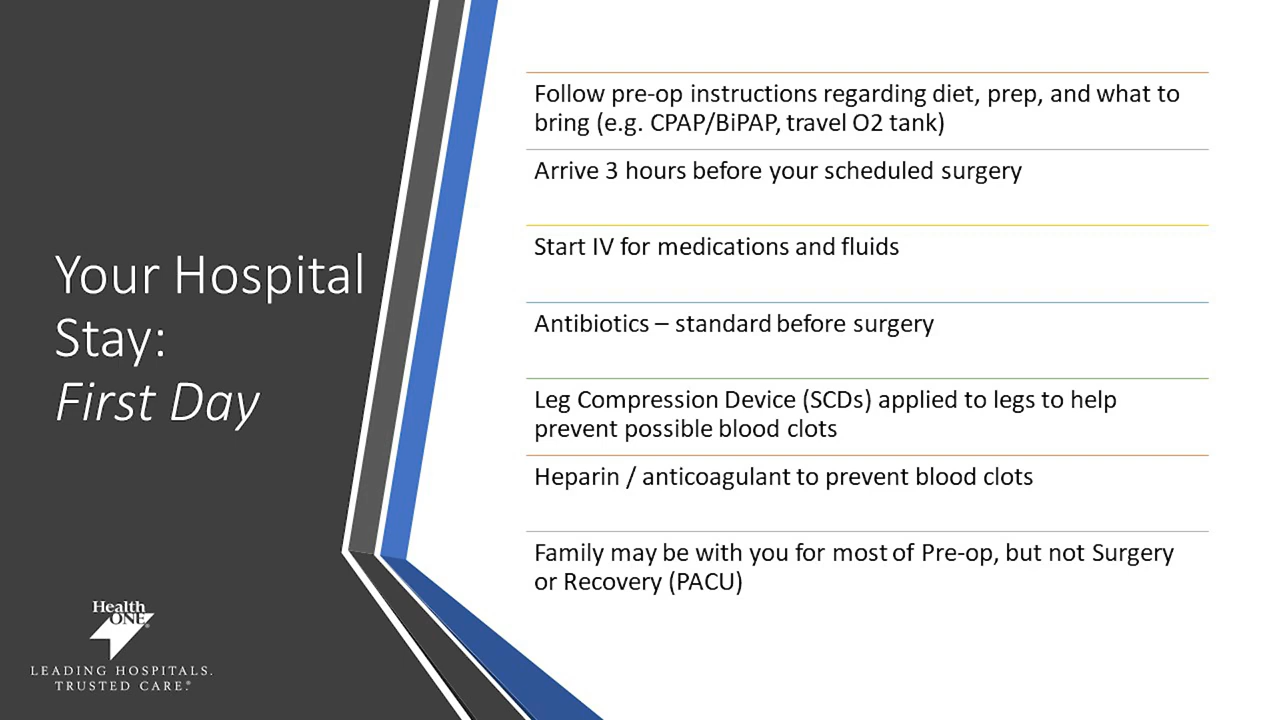 Your Hospital
Stay:
First Day
Follow pre-op instructions regarding diet, prep, and what to
bring (e.g. CPAP/BiPAP, travel O2 tank)
Arrive 3 hours before your scheduled surgery
Start IV for medications and fluids
Antibiotics – standard before surgery
Leg Compression Device (SCDs) applied to legs to help
prevent possible blood clots
Heparin / anticoagulant to prevent blood clots
Family may be with you for most of Pre-op, but not Surgery
or Recovery (PACU)
Health
ONE®
LEADING HOSPITALS.
TRUSTED CARE.®